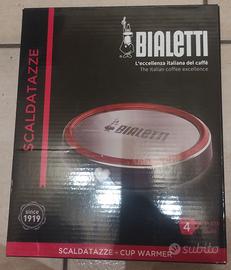 BIALETTI
L'eccellenza italiana del caffè
The Italian coffee excellence
SCALDATAZZE
BIALETTI
since
1919
4
SCALDATAZZE - CUP WARMER
subito